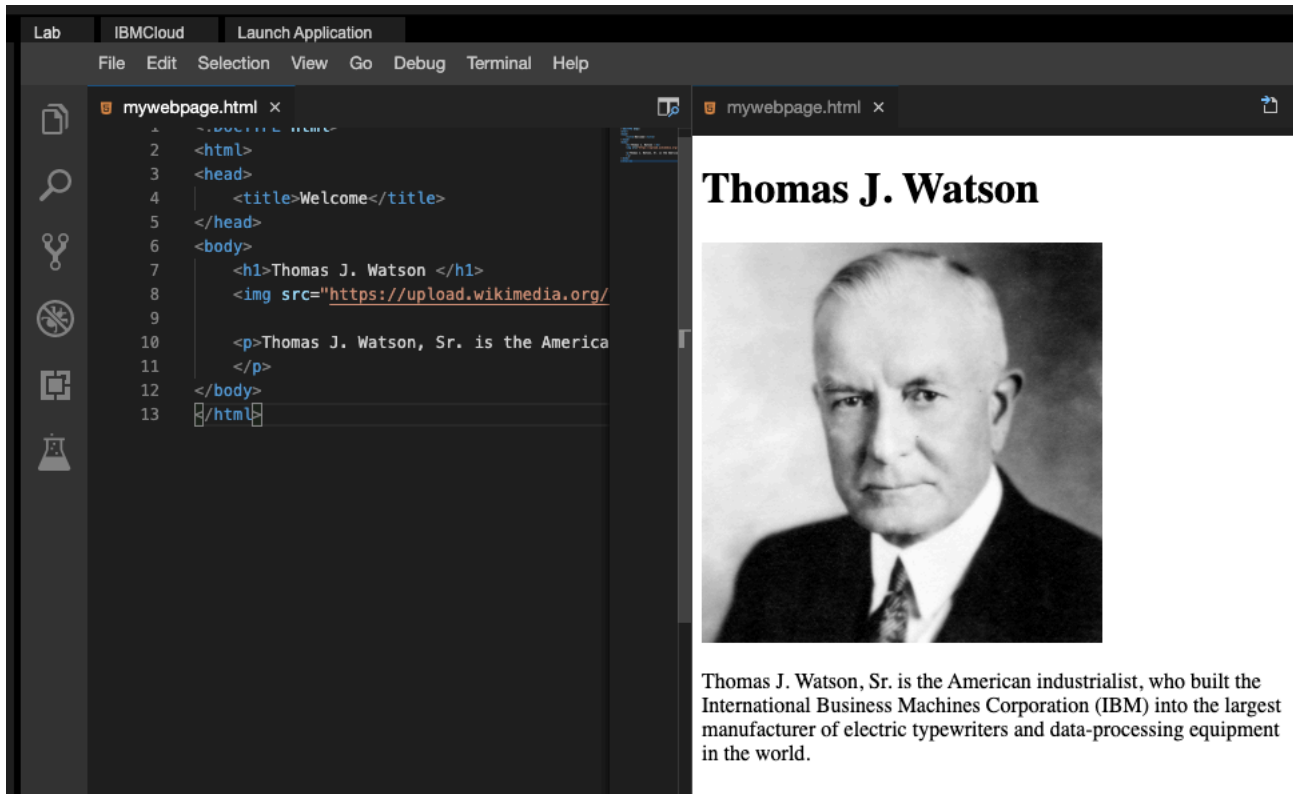 Lab IBMCloud Launch Application
File Edit Selection View Go Debug Terminal Help
mywebpage.html ×
1 <!DOCTYPE html>
2 <html>
3 <head>
4 <title>Welcome</title>
5 </head>
6 <body>
7 <h1>Thomas J. Watson </h1>
8 <img src="https://upload.wikimedia.org/
9
10 <p>Thomas J. Watson, Sr. is the America
11 </p>
12 </body>
13 </html>
mywebpage.html ×
Thomas J. Watson
Thomas J. Watson, Sr. is the American industrialist, who built the
International Business Machines Corporation (IBM) into the largest
manufacturer of electric typewriters and data-processing equipment
in the world.